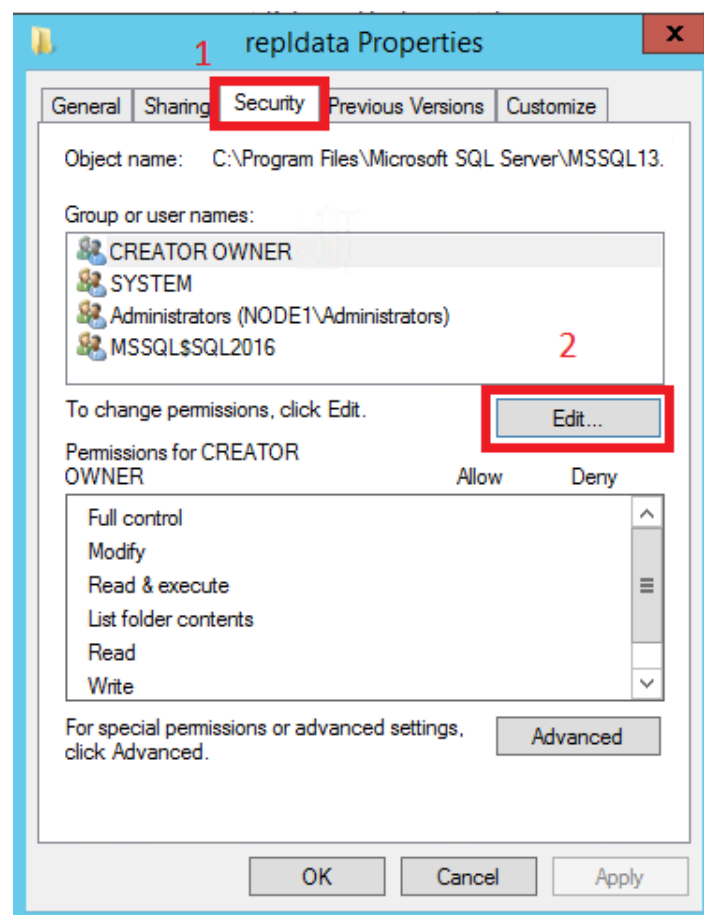 repldata Properties
x
1
General Sharing Security Previous Versions Customize
Object name: C:\Program Files\Microsoft SQL Server\MSSQL13.
Group or user names:
CREATOR OWNER
SYSTEM
Administrators (NODE1\Administrators)
MSSQL$SQL2016
2
To change permissions, click Edit.
Edit...
Permissions for CREATOR
OWNER Allow Deny
Full control
Modify
Read & execute
List folder contents
Read
Write
For special permissions or advanced settings,
click Advanced.
Advanced
OK Cancel Apply